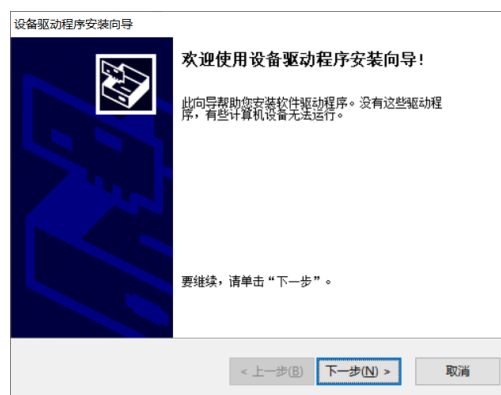 设备驱动程序安装向导
欢迎使用设备驱动程序安装向导!
此向导帮助您安装软件驱动程序。没有这些驱动程
序，有些计算机设备无法运行。
要继续，请单击“下一步”。
< 上一步(B)
下一步(N) >
取消